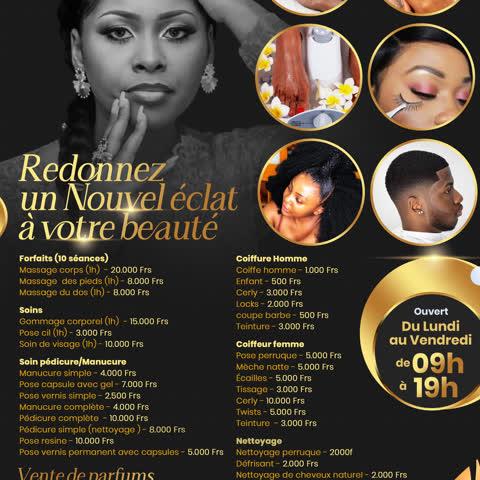 Redonnez
un Nouvel éclat
à votre beauté
Forfaits (10 séances)
Massage corps (1h) - 20.000 Frs
Massage des pieds (1h) - 8.000 Frs
Massage du dos (1h) - 8.000 Frs
Soins
Gommage corporel (1h) - 15.000 Frs
Pose cil (1h) - 3.000 Frs
Soin de visage (1h) - 10.000 Frs
Soin pédicure/Manucure
Manucure simple - 4.000 Frs
Pose capsule avec gel - 7.000 Frs
Pose vernis simple - 2.500 Frs
Manucure complète - 4.000 Frs
Pédicure complète - 10.000 Frs
Pédicure simple (nettoyage) - 8.000 Frs
Pose resine - 10.000 Frs
Pose vernis permanent avec capsules - 5.000 Frs
Vente de parfums
Coiffure Homme
Coiffe homme - 1.000 Frs
Enfant - 500 Frs
Cerly - 3.000 Frs
Locks - 2.000 Frs
coupe barbe - 500 Frs
Teinture - 3.000 Frs
Coiffeur femme
Pose perruque - 5.000 Frs
Mèche natte - 5.000 Frs
Écailles - 5.000 Frs
Tissage - 3.000 Frs
Cerly - 10.000 Frs
Twists - 5.000 Frs
Teinture - 3.000 Frs
Nettoyage
Nettoyage perruque - 2000f
Défrisant - 2.000 Frs
Nettoyage de cheveux naturel - 2.000 Frs
Ouvert
Du Lundi
au Vendredi
de 09h
à 19h